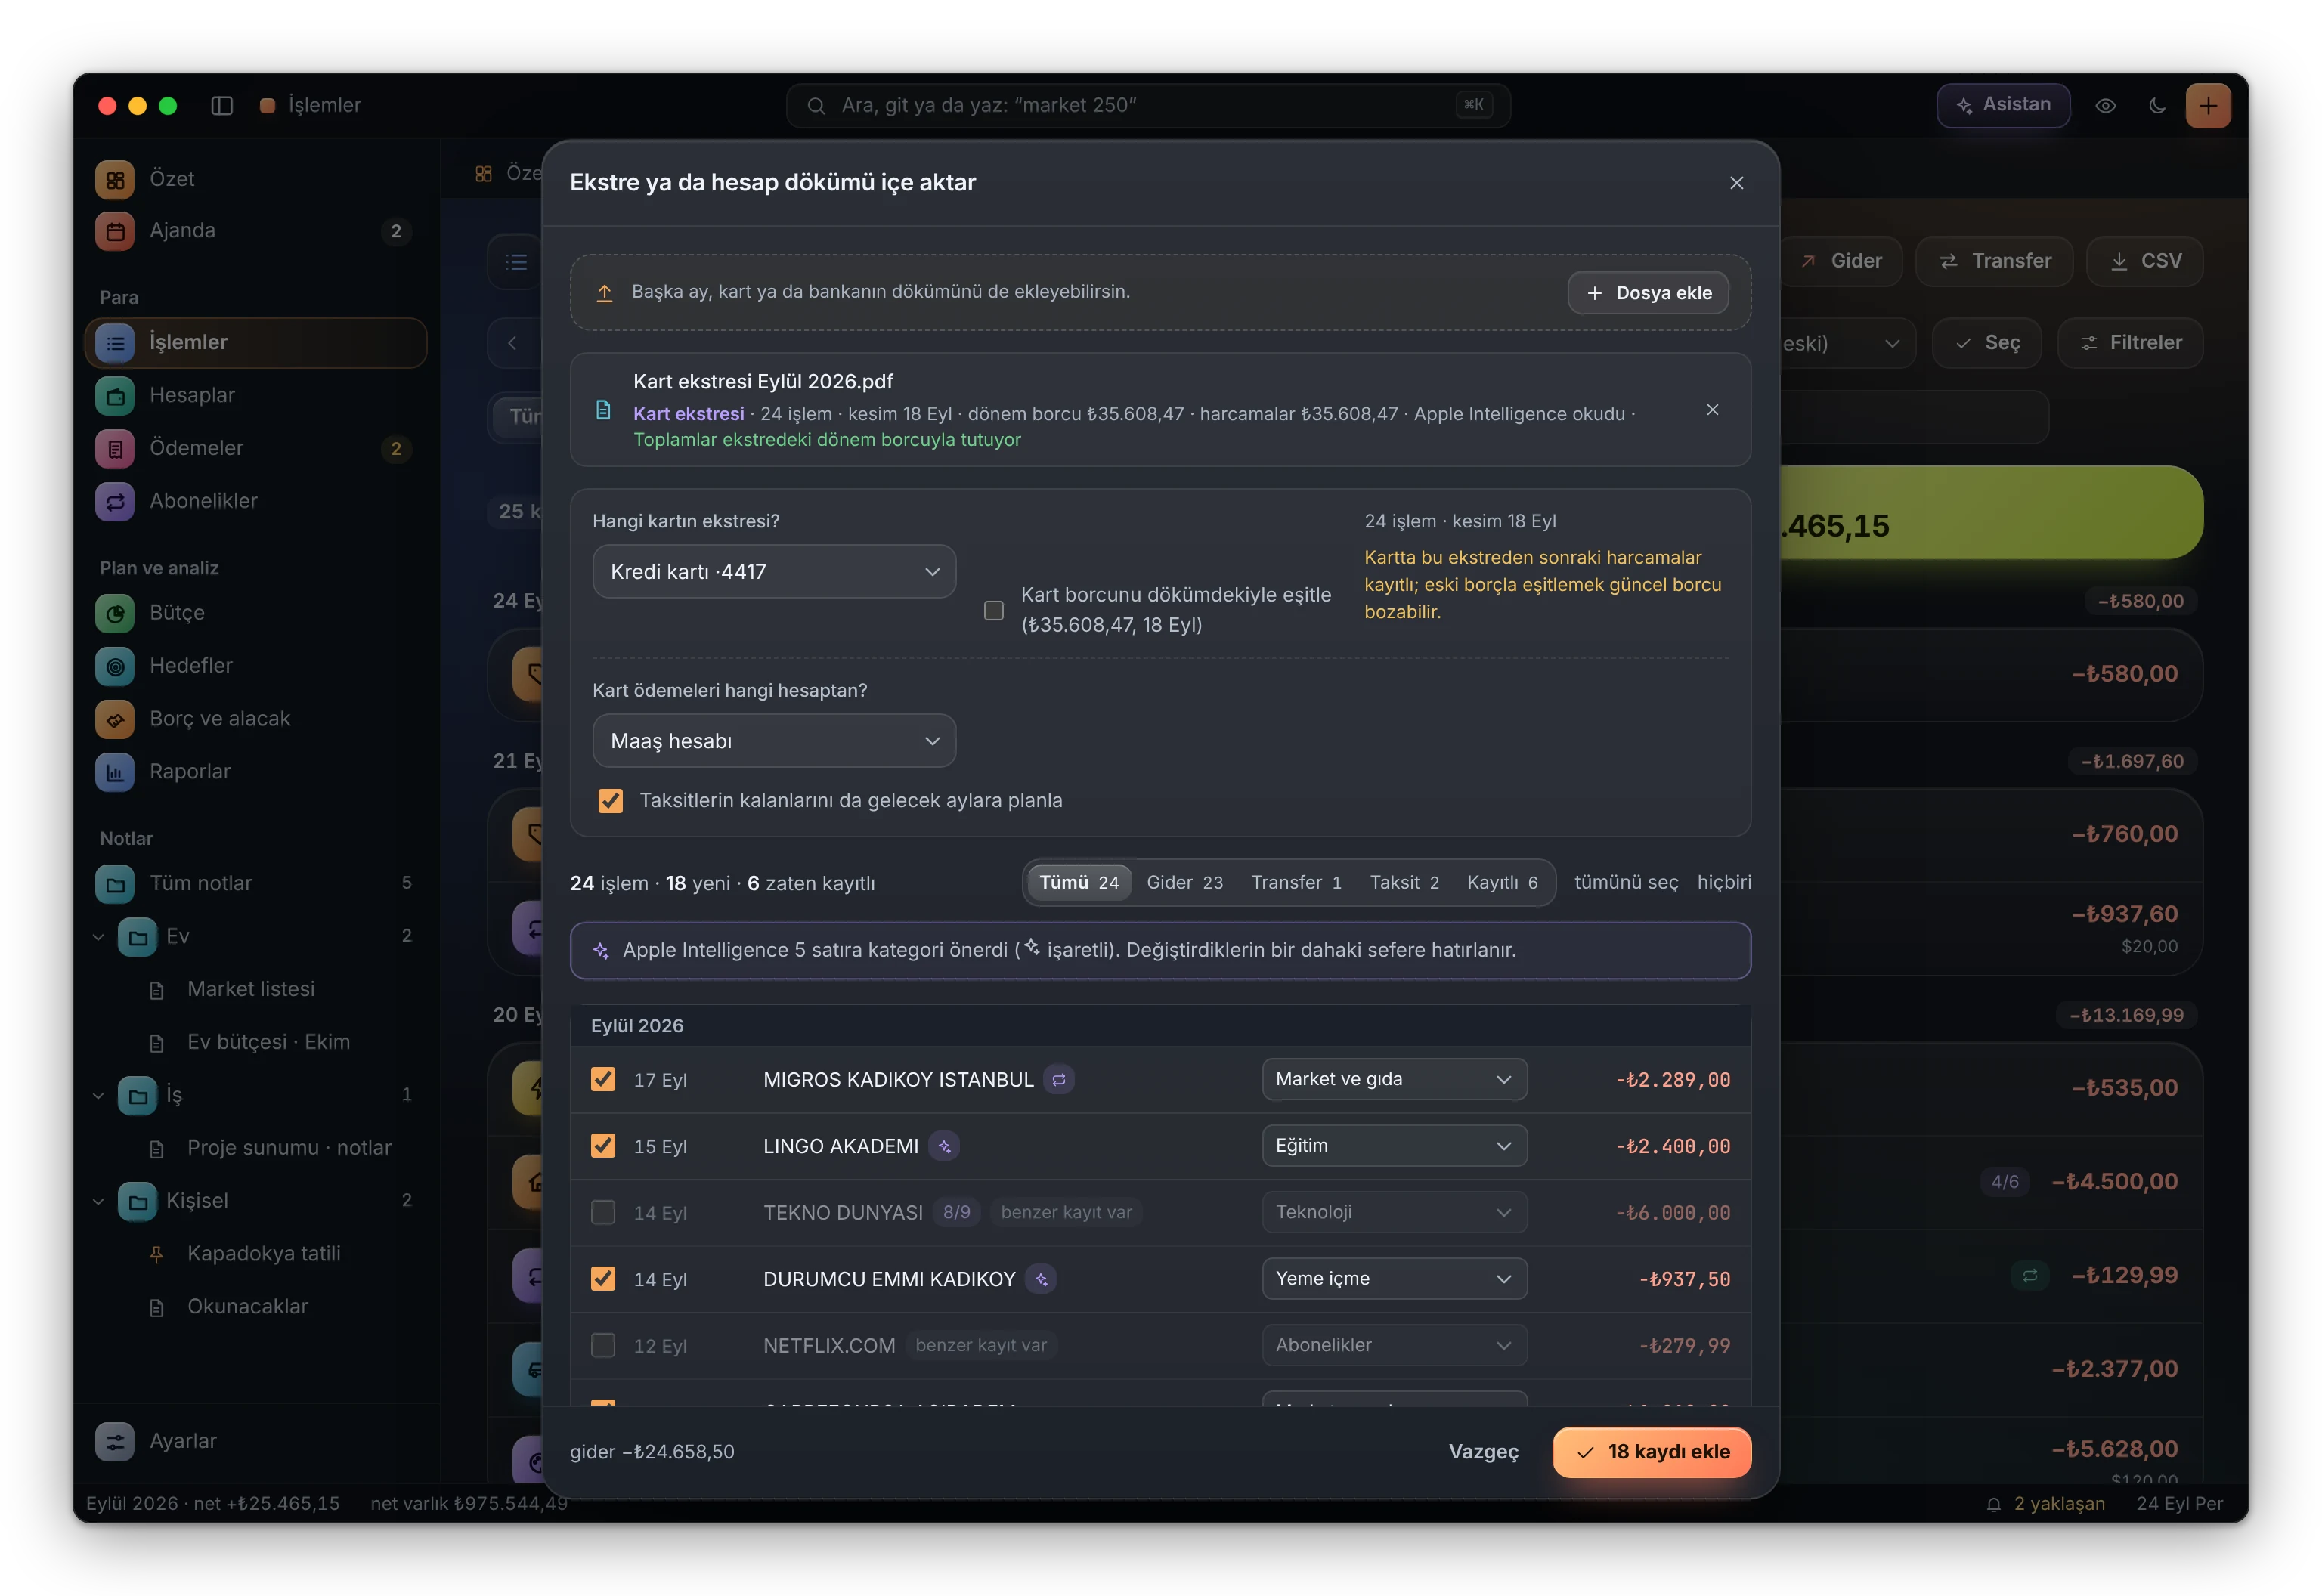 İşlemler
Ara, git ya da yaz: “market 250”
⌘K
Asistan
Özet
Ajanda
2
Para
İşlemler
Hesaplar
Ödemeler
2
Abonelikler
Plan ve analiz
Bütçe
Hedefler
Borç ve alacak
Raporlar
Notlar
Tüm notlar
5
Ev
2
Market listesi
Ev bütçesi · Ekim
İş
1
Proje sunumu · notlar
Kişisel
2
Kapadokya tatili
Okunacaklar
Ayarlar
Ekstre ya da hesap dökümü içe aktar
Başka ay, kart ya da bankanın dökümünü de ekleyebilirsin.
Dosya ekle
Kart ekstresi Eylül 2026.pdf
Kart ekstresi · 24 işlem · kesim 18 Eyl · dönem borcu ₺35.608,47 · harcamalar ₺35.608,47 · Apple Intelligence okudu ·
Toplamlar ekstredeki dönem borcuyla tutuyor
Hangi kartın ekstresi?
Kredi kartı ·4417
Kart borcunu dökümdekiyle eşitle
(₺35.608,47, 18 Eyl)
24 işlem · kesim 18 Eyl
Kartta bu ekstreden sonraki harcamalar
kayıtlı; eski borçla eşitlemek güncel borcu
bozabilir.
Kart ödemeleri hangi hesaptan?
Maaş hesabı
Taksitlerin kalanlarını da gelecek aylara planla
24 işlem · 18 yeni · 6 zaten kayıtlı
Tümü 24
Gider 23
Transfer 1
Taksit 2
Kayıtlı 6
tümünü seç
hiçbiri
Apple Intelligence 5 satıra kategori önerdi ( işaretli). Değiştirdiklerin bir dahaki sefere hatırlanır.
Eylül 2026
17 Eyl MIGROS KADIKOY ISTANBUL Market ve gıda -₺2.289,00
15 Eyl LINGO AKADEMI Eğitim -₺2.400,00
14 Eyl TEKNO DUNYASI 8/9 benzer kayıt var Teknoloji -₺6.000,00
14 Eyl DURUMCU EMMI KADIKOY Yeme içme -₺937,50
12 Eyl NETFLIX.COM benzer kayıt var Abonelikler -₺279,99
gider −₺24.658,50
Vazgeç
18 kaydı ekle
Gider
Transfer
CSV
eski)
Seç
Filtreler
.465,15
−₺580,00
−₺580,00
−₺1.697,60
−₺760,00
−₺937,60
$20,00
−₺13.169,99
−₺535,00
4/6
−₺4.500,00
−₺129,99
−₺2.377,00
−₺5.628,00
$120,00
Eylül 2026 · net +₺25.465,15
net varlık ₺975.544,49
2 yaklaşan
24 Eyl Per